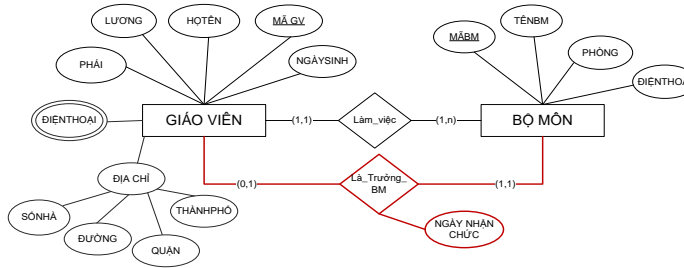 LƯƠNG
HỌTÊN
MÃ GV
TÊNBM
MÃBM
PHÁI
NGÀYSINH
PHÒNG
ĐIỆNTHOẠI
ĐIỆNTHOẠI
GIÁO VIÊN
(1,1)
Làm_việc
(1,n)
BỘ MÔN
ĐỊA CHỈ
(0,1)
Là_Trưởng_
BM
(1,1)
SỐNHÀ
THÀNHPHỐ
ĐƯỜNG
QUẬN
NGÀY NHẬN
CHỨC